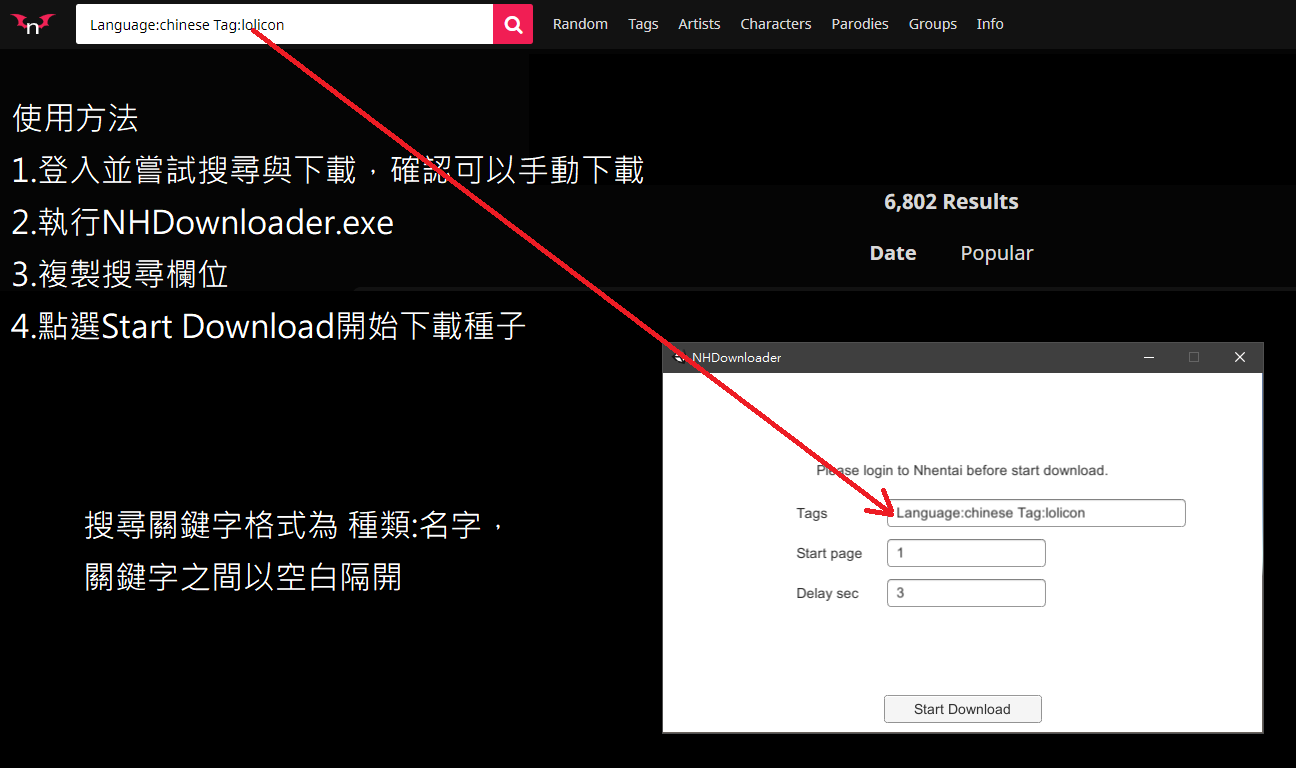 n
Language:chinese Tag:lolicon
Random Tags Artists Characters Parodies Groups Info
使用方法
1.登入並嘗試搜尋與下載，確認可以手動下載
2.執行NHDownloader.exe
3.複製搜尋欄位
4.點選Start Download開始下載種子
6,802 Results
Date Popular
搜尋關鍵字格式為 種類:名字，
關鍵字之間以空白隔開
NHDownloader
Please login to Nhentai before start download.
Tags Language:chinese Tag:lolicon
Start page 1
Delay sec 3
Start Download